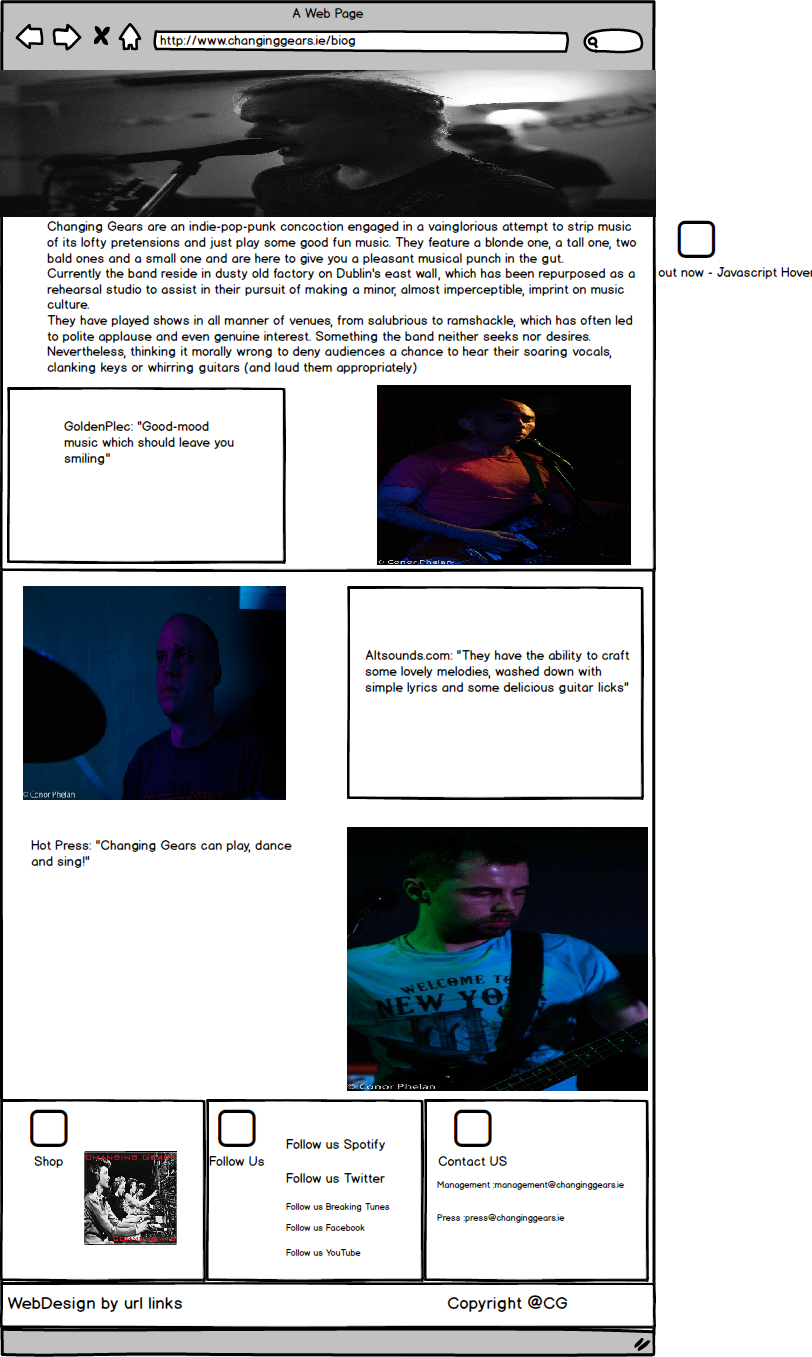 A Web Page
http://www.changinggears.ie/biog
Changing Gears are an indie-pop-punk concoction engaged in a vainglorious attempt to strip music
of its lofty pretensions and just play some good fun music. They feature a blonde one, a tall one, two
bald ones and a small one and are here to give you a pleasant musical punch in the gut.
Currently the band reside in dusty old factory on Dublin's east wall, which has been repurposed as a
rehearsal studio to assist in their pursuit of making a minor, almost imperceptible, imprint on music
culture.
They have played shows in all manner of venues, from salubrious to ramshackle, which has often led
to polite applause and even genuine interest. Something the band neither seeks nor desires.
Nevertheless, thinking it morally wrong to deny audiences a chance to hear their soaring vocals,
clanking keys or whirring guitars (and laud them appropriately)
out now - Javascript Hover
GoldenPlec: "Good-mood
music which should leave you
smiling"
© Conor Phelan
© Conor Phelan
Altsounds.com: "They have the ability to craft
some lovely melodies, washed down with
simple lyrics and some delicious guitar licks"
Hot Press: "Changing Gears can play, dance
and sing!"
WELCOME TO
NEW YORK
© Conor Phelan
Shop
CHANGING GEARS
Follow Us
Follow us Spotify
Follow us Twitter
Follow us Breaking Tunes
Follow us Facebook
Follow us YouTube
Contact US
Management :management@changinggears.ie
Press :press@changinggears.ie
WebDesign by url links
Copyright @CG